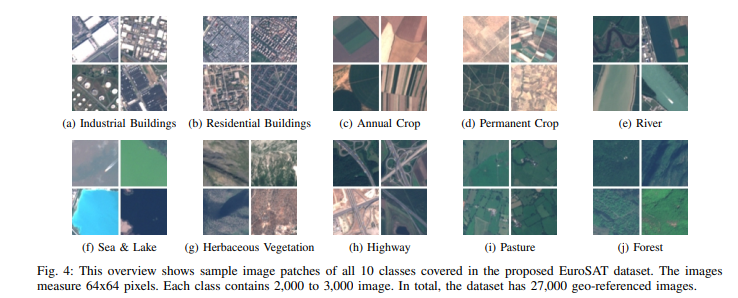 (a) Industrial Buildings (b) Residential Buildings (c) Annual Crop (d) Permanent Crop (e) River
(f) Sea & Lake (g) Herbaceous Vegetation (h) Highway (i) Pasture (j) Forest
Fig. 4: This overview shows sample image patches of all 10 classes covered in the proposed EuroSAT dataset. The images
measure 64x64 pixels. Each class contains 2,000 to 3,000 image. In total, the dataset has 27,000 geo-referenced images.